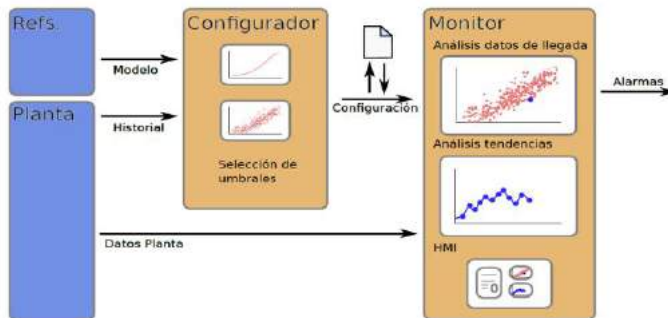 Refs.
Planta
Modelo
Historial
Datos Planta
Configurador
Selección de
umbrales
Configuración
Monitor
Análisis datos de llegada
Análisis tendencias
HMI
Alarmas